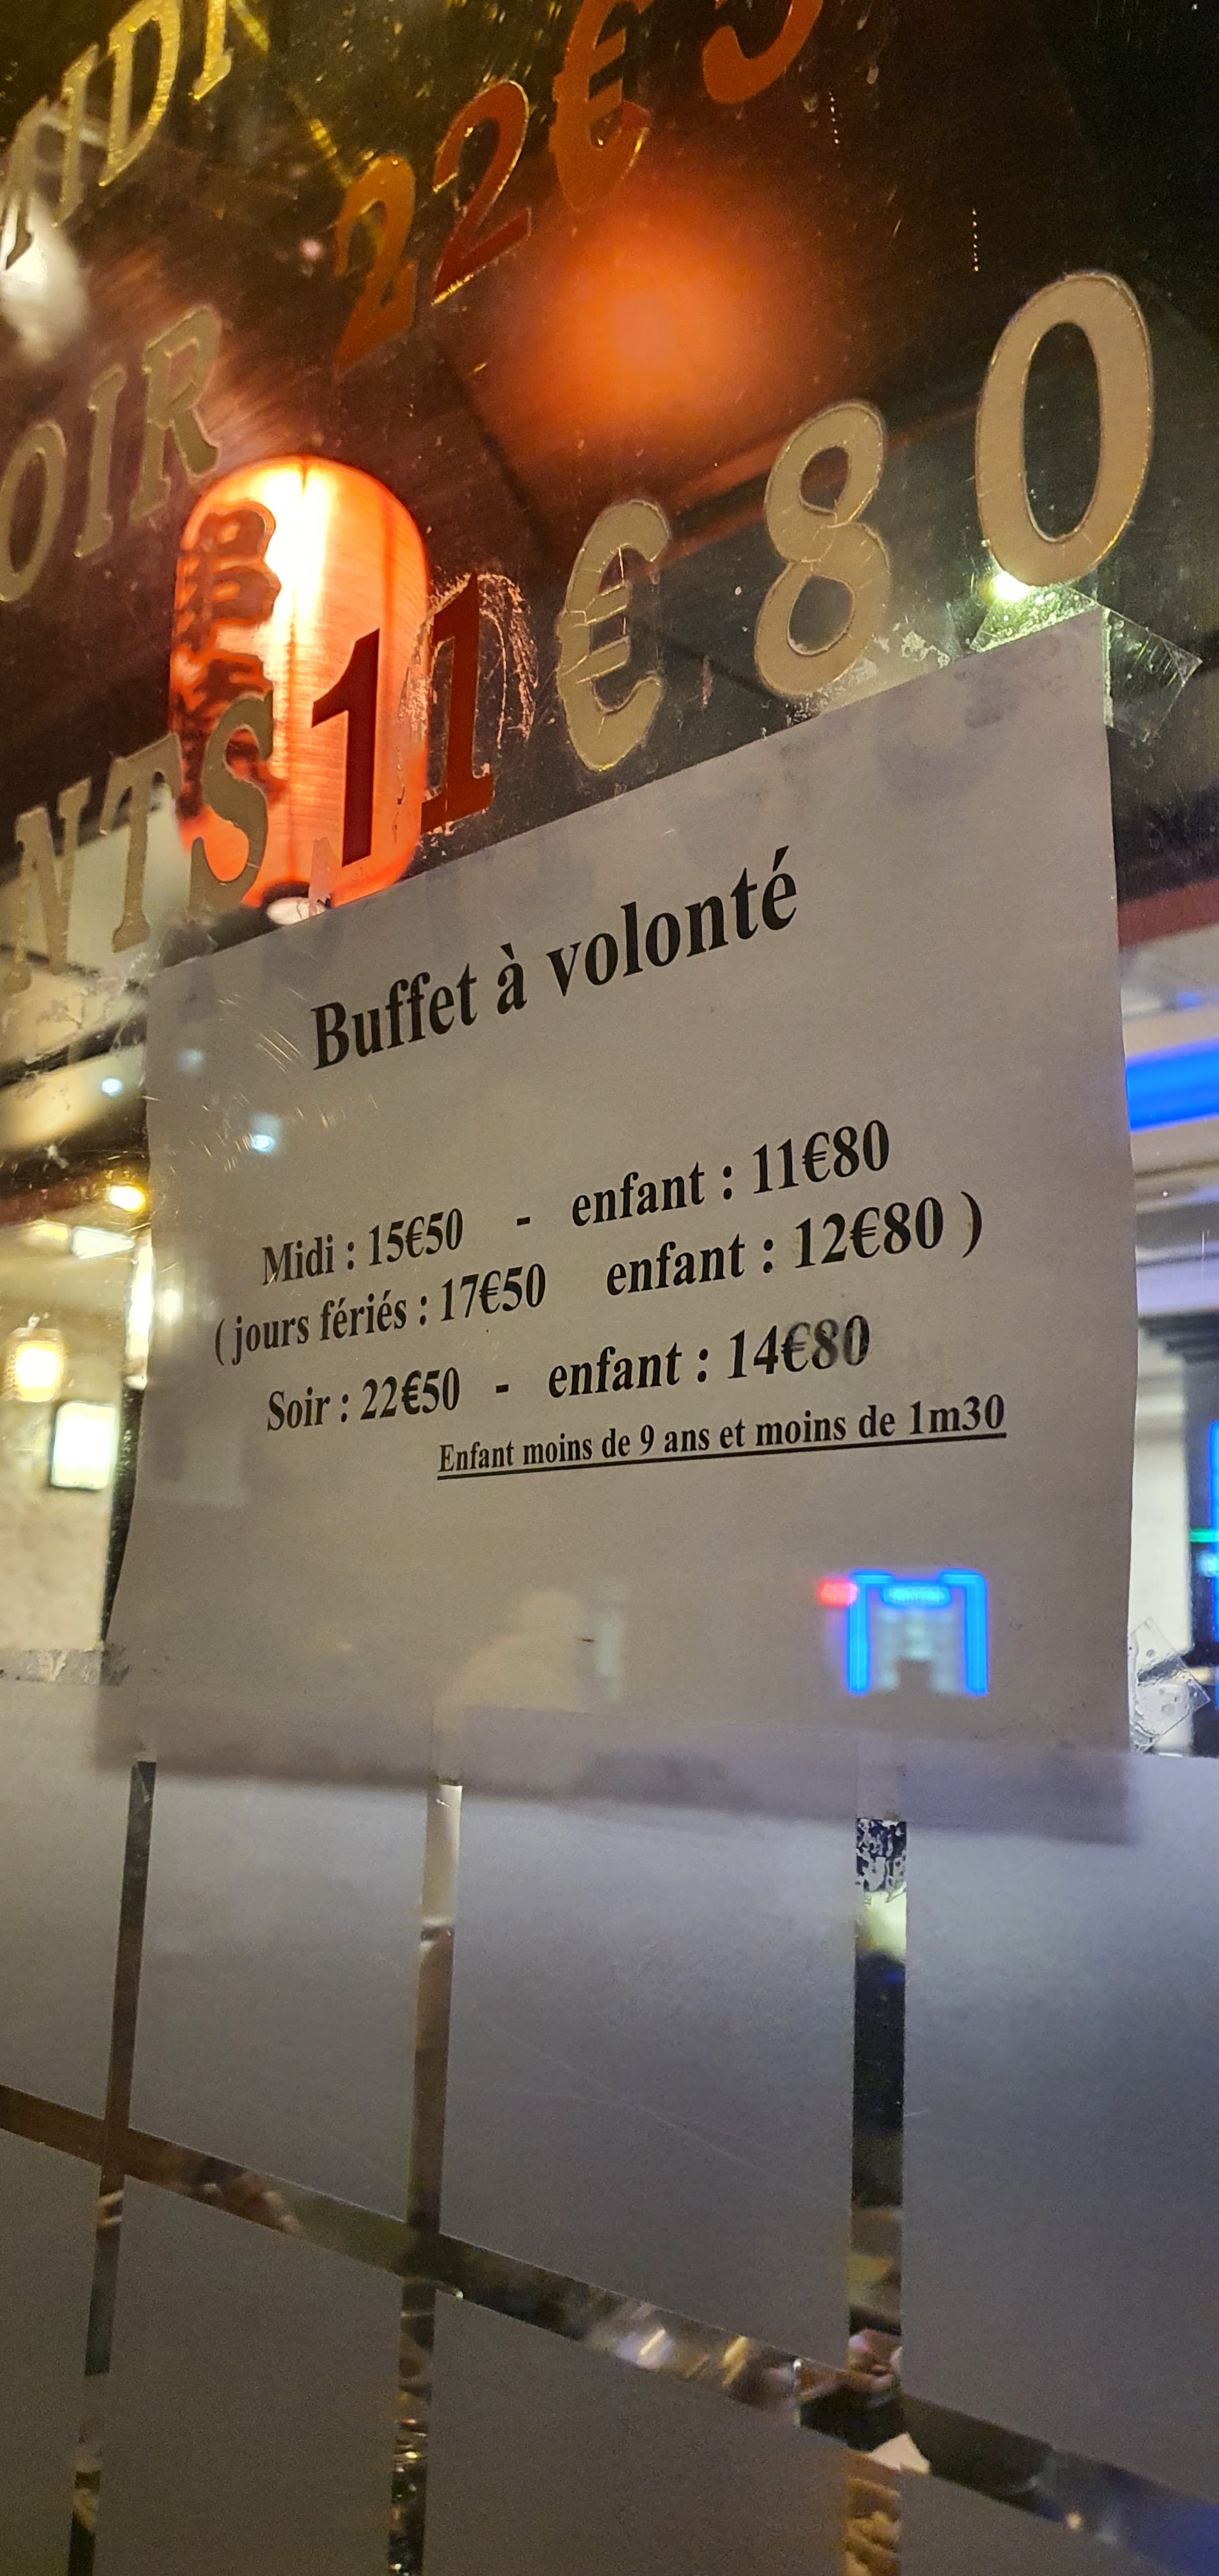 MIDI
22€5
OIR
NTS 11€80
Buffet à volonté
Midi : 15€50 - enfant : 11€80
( jours fériés : 17€50 enfant : 12€80 )
Soir : 22€50 - enfant : 14€80
Enfant moins de 9 ans et moins de 1m30